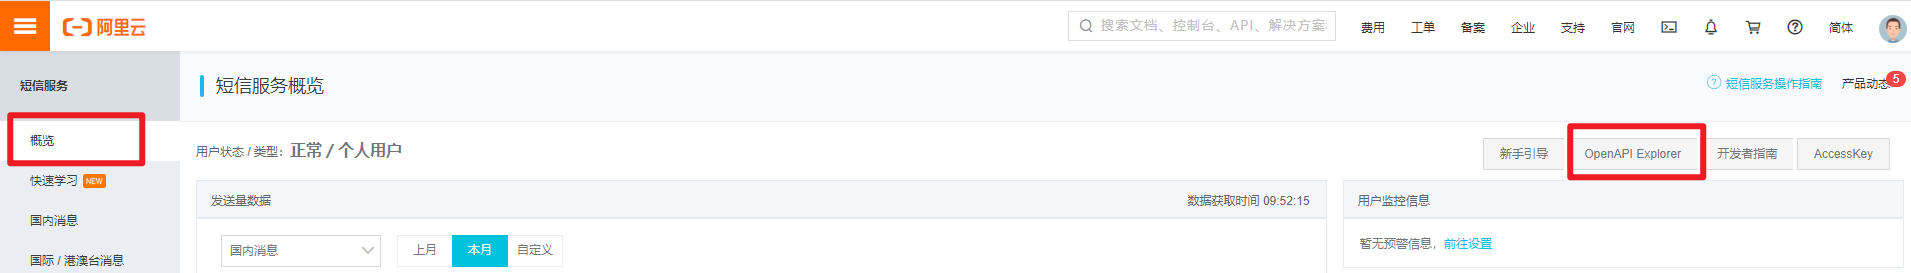 阿里云
搜索文档、控制台、API、解决方案
费用 工单 备案 企业 支持 官网 简体
短信服务
短信服务概览
短信服务操作指南 产品动态 5
概览
用户状态 / 类型：正常 / 个人用户
新手引导 OpenAPI Explorer 开发者指南 AccessKey
快速学习 NEW
发送量数据 数据获取时间 09:52:15
用户监控信息
国内消息
国内消息 上月 本月 自定义
暂无预警信息，前往设置
国际 / 港澳台消息